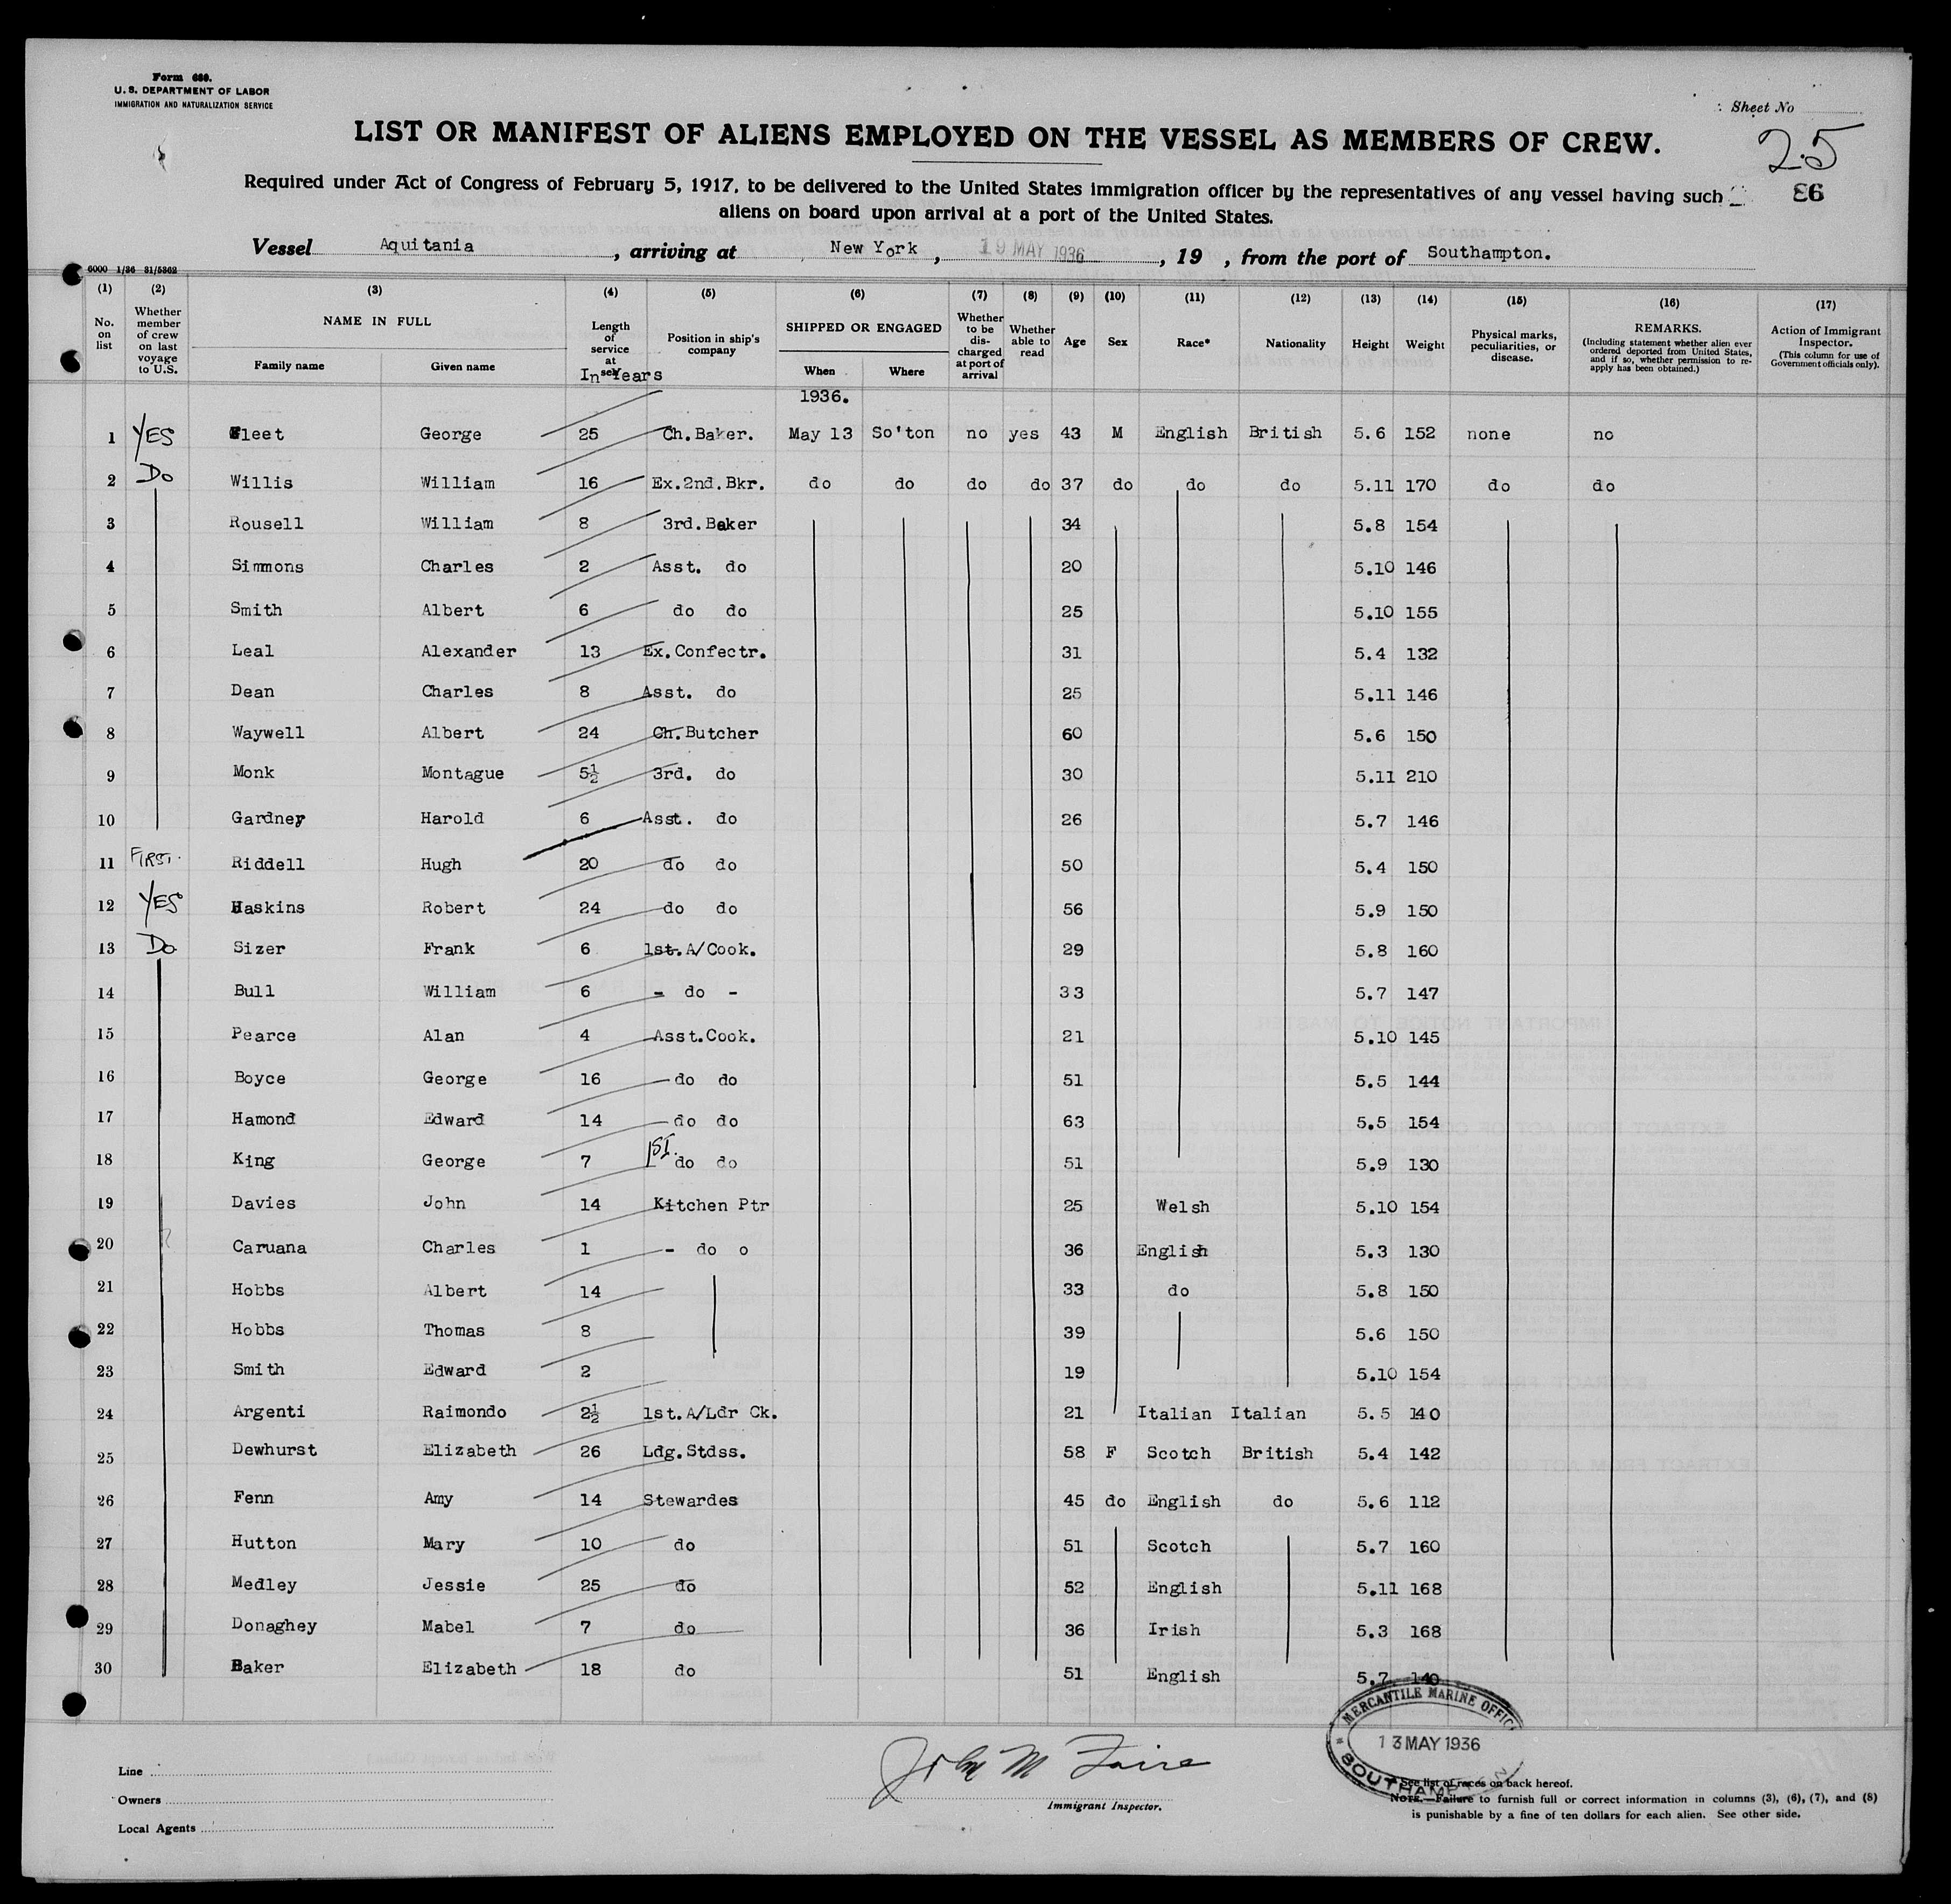 Form 689.
U. S. DEPARTMENT OF LABOR
IMMIGRATION AND NATURALIZATION SERVICE
Sheet No
LIST OR MANIFEST OF ALIENS EMPLOYED ON THE VESSEL AS MEMBERS OF CREW.
25
Required under Act of Congress of February 5, 1917, to be delivered to the United States immigration officer by the representatives of any vessel having such
aliens on board upon arrival at a port of the United States.
Vessel Aquitania , arriving at New York , 19 MAY 1936 , 19 , from the port of Southampton.
6000 1/36 31/5362
(1) (2) (3) (4) (5) (6) (7) (8) (9) (10) (11) (12) (13) (14) (15) (16) (17)
No. on list
Whether member of crew on last voyage to U.S.
NAME IN FULL
Family name Given name
Length of service at sea
In Years
Position in ship's company
SHIPPED OR ENGAGED
When Where
Whether to be discharged at port of arrival
Whether able to read
Age
Sex
Race*
Nationality
Height
Weight
Physical marks, peculiarities, or disease.
REMARKS.
(Including statement whether alien ever ordered deported from United States, and if so, whether permission to re-apply has been obtained.)
Action of Immigrant Inspector.
(This column for use of Government officials only).
1936.
1 YES Fleet George 25 Ch.Baker. May 13 So'ton no yes 43 M English British 5.6 152 none no
2 Do Willis William 16 Ex.2nd.Bkr. do do do do 37 do do do 5.11 170 do do
3 Rousell William 8 3rd.Baker 34 5.8 154
4 Simmons Charles 2 Asst. do 20 5.10 146
5 Smith Albert 6 do do 25 5.10 155
6 Leal Alexander 13 Ex.Confectr. 31 5.4 132
7 Dean Charles 8 Asst. do 25 5.11 146
8 Waywell Albert 24 Ch.Butcher 60 5.6 150
9 Monk Montague 5½ 3rd. do 30 5.11 210
10 Gardney Harold 6 Asst. do 26 5.7 146
11 FIRST. Riddell Hugh 20 do do 50 5.4 150
12 YES Haskins Robert 24 do do 56 5.9 150
13 Do Sizer Frank 6 1st.A/Cook. 29 5.8 160
14 Bull William 6 - do - 33 5.7 147
15 Pearce Alan 4 Asst.Cook. 21 5.10 145
16 Boyce George 16 do do 51 5.5 144
17 Hamond Edward 14 do do 63 5.5 154
18 King George 7 1ST. do do 51 5.9 130
19 Davies John 14 Kitchen Ptr 25 Welsh 5.10 154
20 Caruana Charles 1 - do o 36 English 5.3 130
21 Hobbs Albert 14 33 do 5.8 150
22 Hobbs Thomas 8 39 5.6 150
23 Smith Edward 2 19 5.10 154
24 Argenti Raimondo 2½ 1st.A/Ldr Ck. 21 Italian Italian 5.5 140
25 Dewhurst Elizabeth 26 Ldg.Stdss. 58 F Scotch British 5.4 142
26 Fenn Amy 14 Stewardes 45 do English do 5.6 112
27 Hutton Mary 10 do 51 Scotch 5.7 160
28 Medley Jessie 25 do 52 English 5.11 168
29 Donaghey Mabel 7 do 36 Irish 5.3 168
30 Baker Elizabeth 18 do 51 English 5.7 140
MERCANTILE MARINE OFFICE
13 MAY 1936
SOUTHAMPTON
Line
Owners
Local Agents
Immigrant Inspector.
See list of races on back hereof.
NOTE.—Failure to furnish full or correct information in columns (3), (6), (7), and (8)
is punishable by a fine of ten dollars for each alien. See other side.